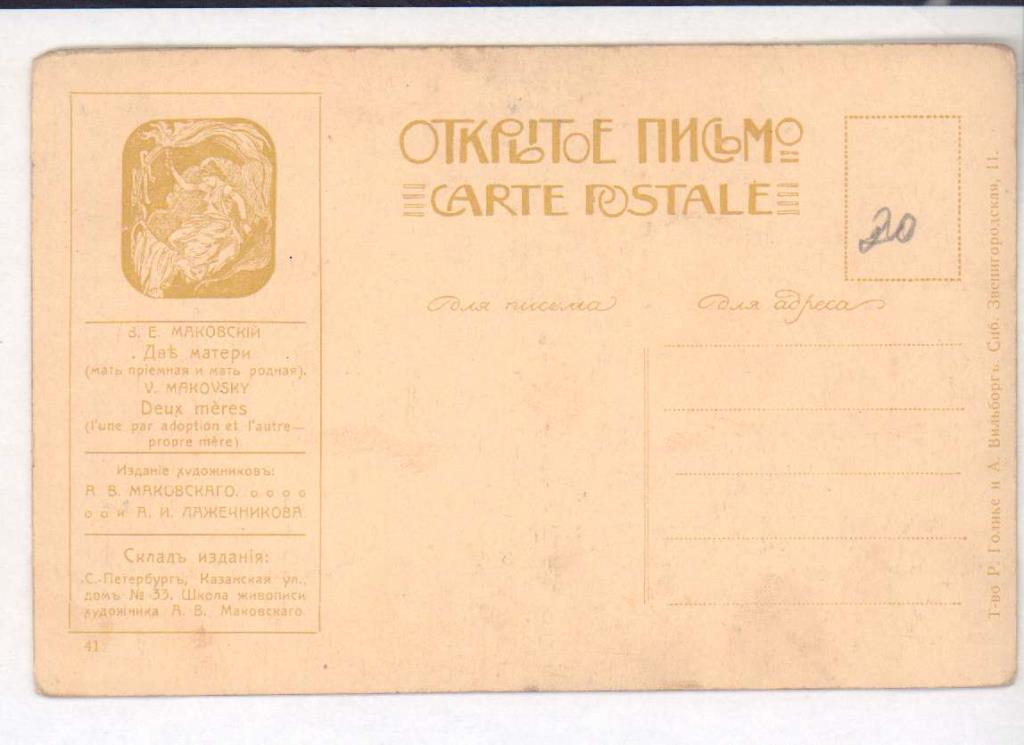 ОТКРЫТОЕ ПИСЬМО
CARTE POSTALE
20
для письма
для адреса
В. Е. МАКОВСКІЙ
Двѣ матери
(мать пріемная и мать родная).
V. MAKOVSKY
Deux mères
(l'une par adoption et l'autre—
propre mère)
Изданіе художниковъ:
А В. МАКОВСКАГО.
и А. И. ЛАЖЕЧНИКОВА
Складъ изданія:
С.-Петербургъ, Казанская ул.,
домъ № 33. Школа живописи
художника А. В. Маковскаго.
41
Т-во Р. Голике и А. Вильборгъ. Спб. Звенигородская, 11.